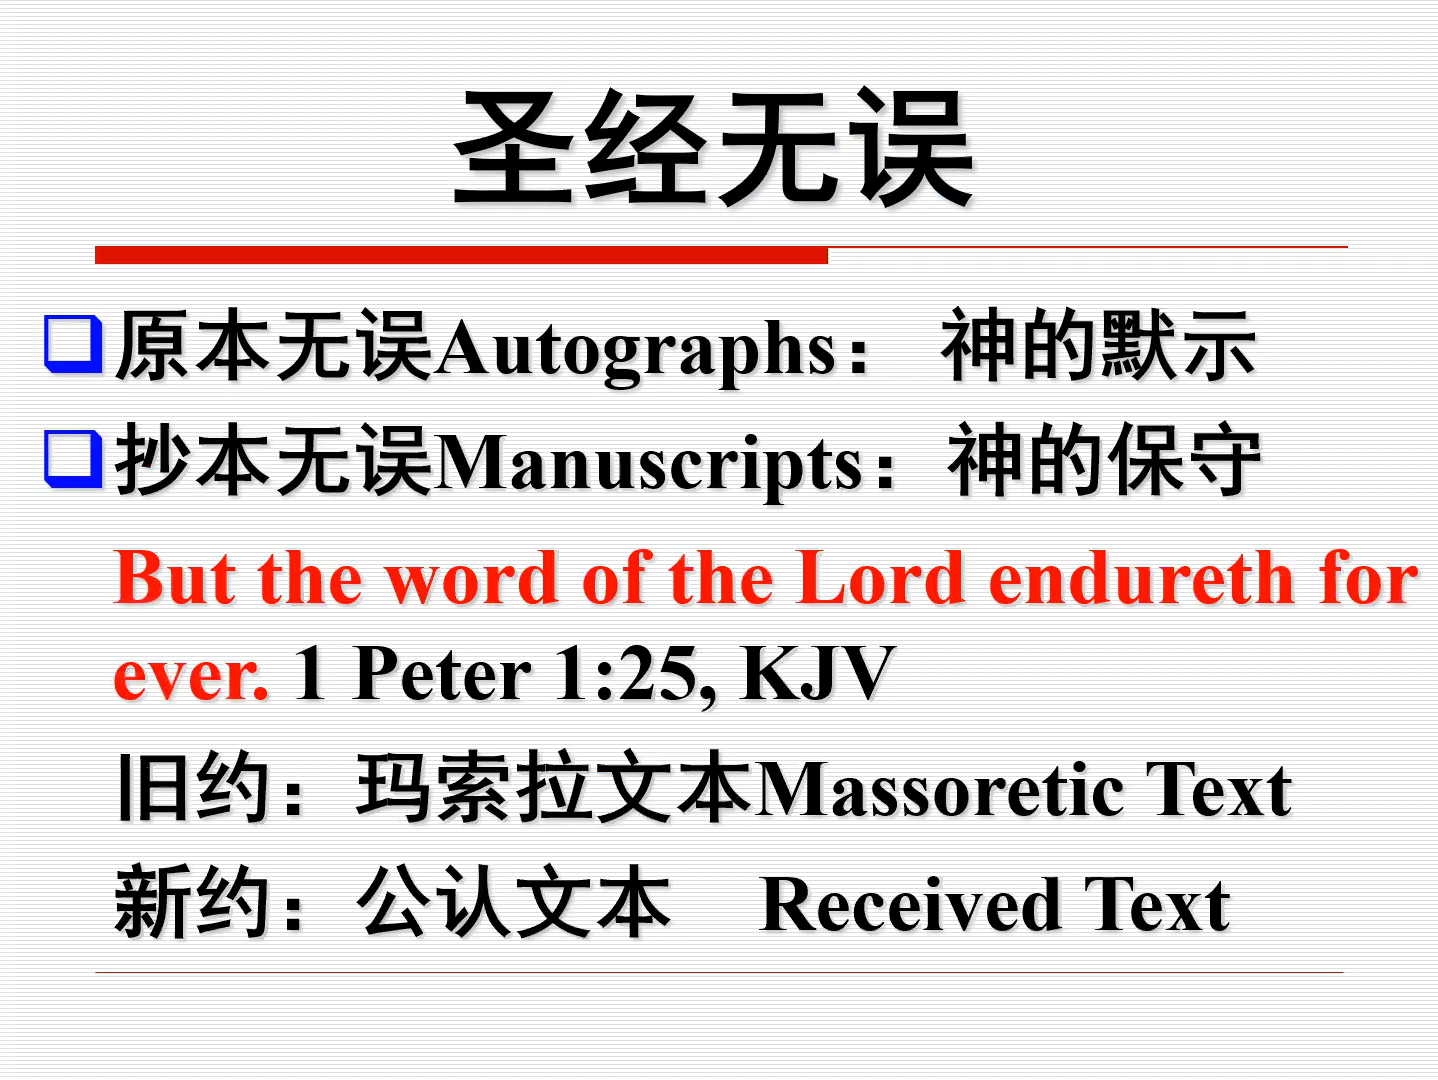 圣经无误
原本无误Autographs： 神的默示
抄本无误Manuscripts：神的保守
But the word of the Lord endureth for
ever. 1 Peter 1:25, KJV
旧约：玛索拉文本Massoretic Text
新约：公认文本 Received Text